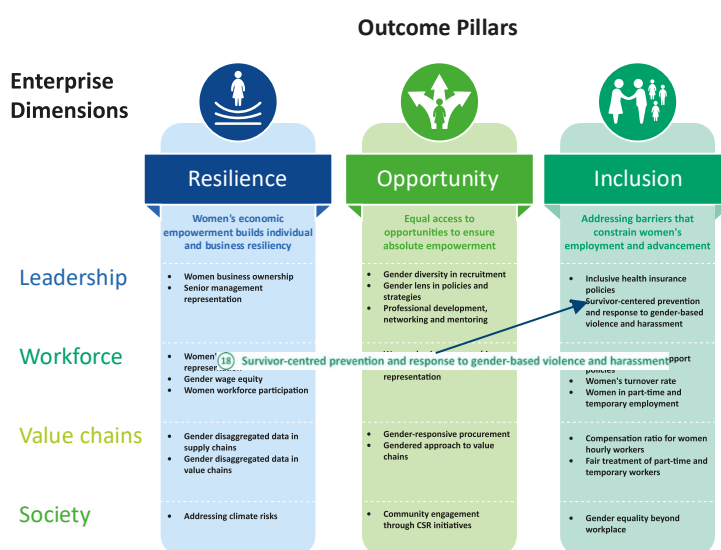 Outcome Pillars
Enterprise
Dimensions
Resilience
Opportunity
Inclusion
Women's economic
empowerment builds individual
and business resiliency
Equal access to
opportunities to ensure
absolute empowerment
Addressing barriers that
constrain women's
employment and advancement
Leadership
• Women business ownership
• Senior management
representation
• Gender diversity in recruitment
• Gender lens in policies and
strategies
• Professional development,
networking and mentoring
• Inclusive health insurance
policies
• Survivor-centered prevention
and response to gender-based
violence and harassment
Workforce
18 Survivor-centred prevention and response to gender-based violence and harassment
• Women'
• Gender wage equity
• Women workforce participation
representation
policies
• Women's turnover rate
• Women in part-time and
temporary employment
Value chains
• Gender disaggregated data in
supply chains
• Gender disaggregated data in
value chains
• Gender-responsive procurement
• Gendered approach to value
chains
• Compensation ratio for women
hourly workers
• Fair treatment of part-time and
temporary workers
Society
• Addressing climate risks
• Community engagement
through CSR initiatives
• Gender equality beyond
workplace